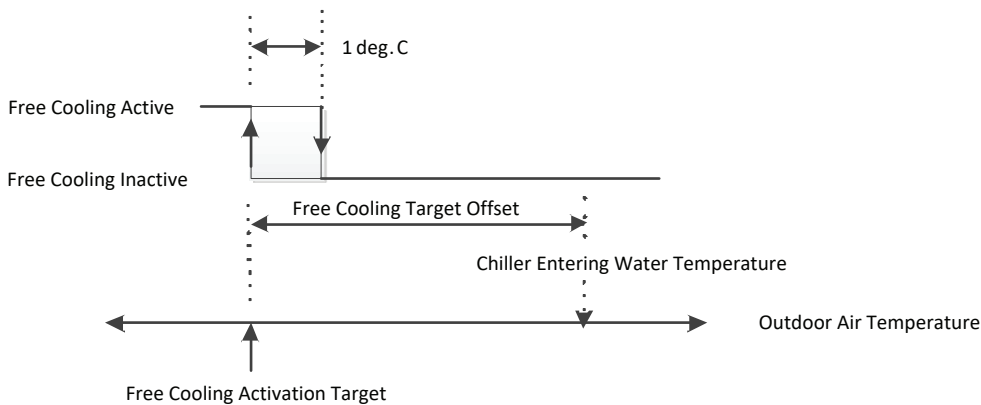 1 deg. C
Free Cooling Active
Free Cooling Inactive
Free Cooling Target Offset
Chiller Entering Water Temperature
Outdoor Air Temperature
Free Cooling Activation Target